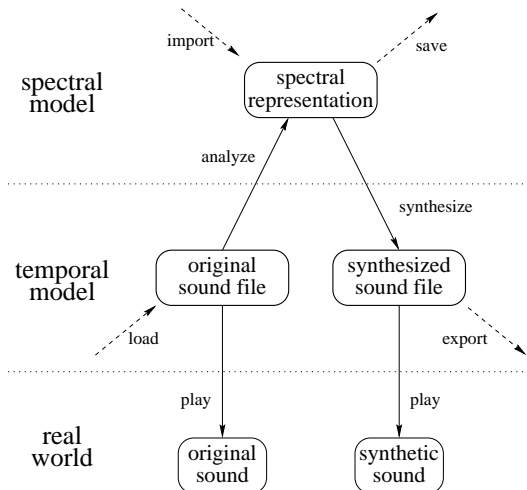 import
save
spectral
model
spectral
representation
analyze
synthesize
temporal
model
original
sound file
synthesized
sound file
load
export
play
play
real
world
original
sound
synthetic
sound